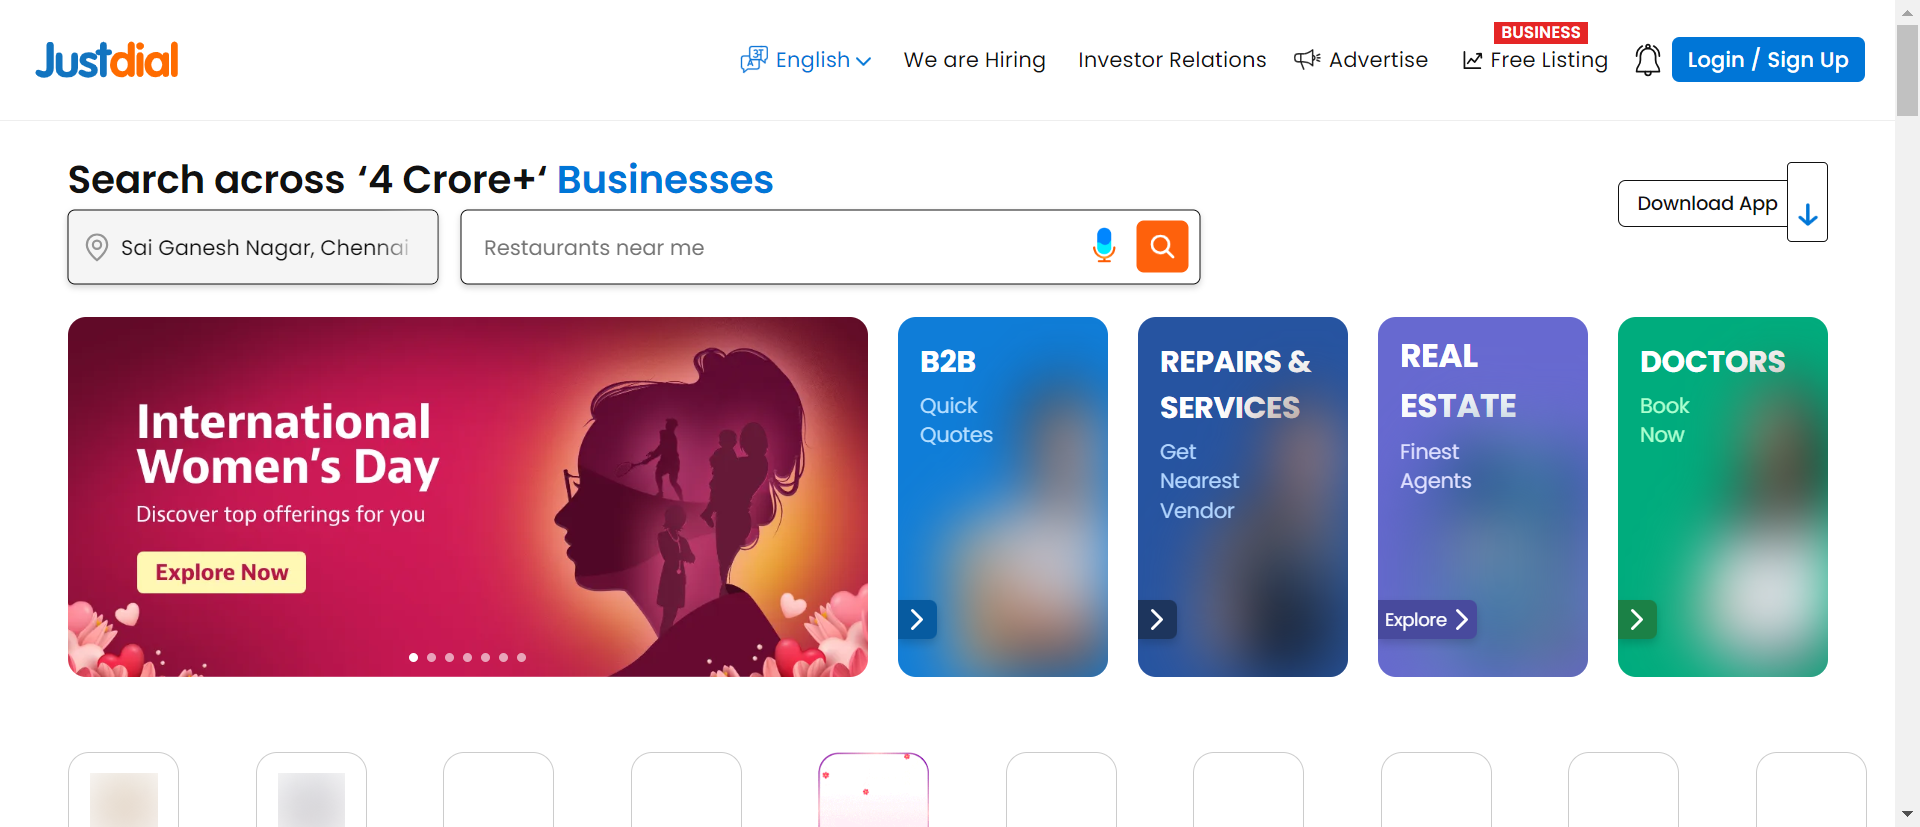 Justdial
English
We are Hiring
Investor Relations
Advertise
BUSINESS
Free Listing
Login / Sign Up
Search across ‘4 Crore+‘ Businesses
Download App
Sai Ganesh Nagar, Chennai
Restaurants near me
International
Women's Day
Discover top offerings for you
Explore Now
B2B
Quick
Quotes
REPAIRS &
SERVICES
Get
Nearest
Vendor
REAL
ESTATE
Finest
Agents
Explore
DOCTORS
Book
Now